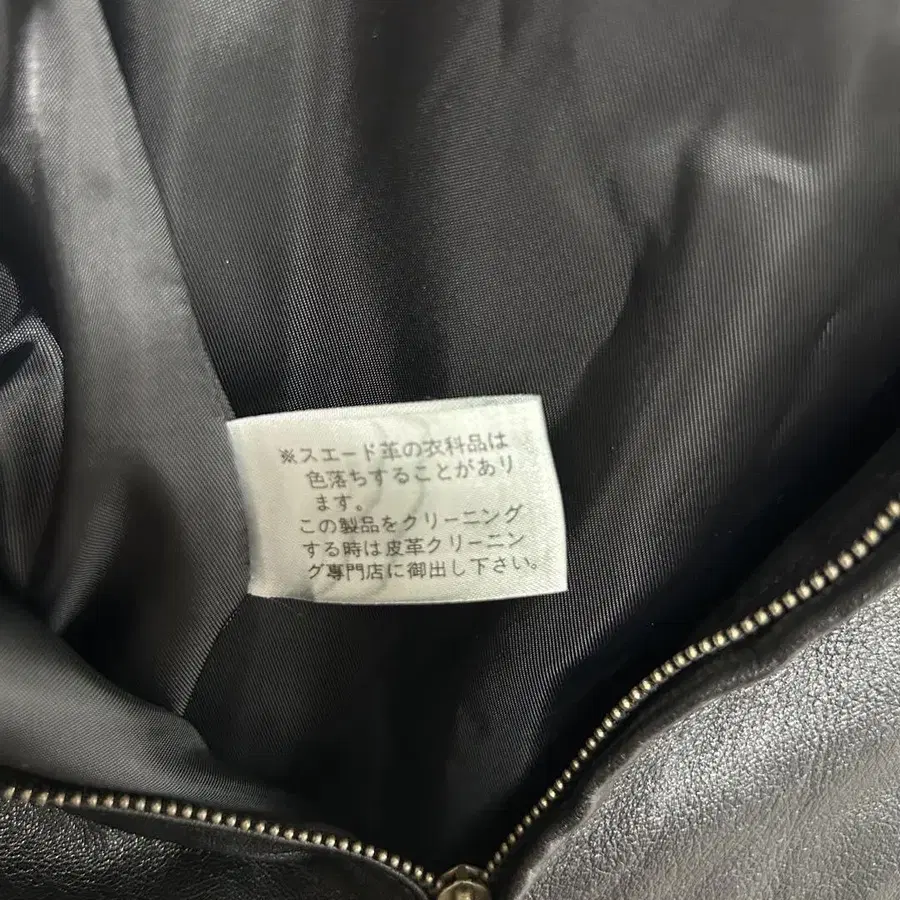 ※スエード革の衣料品は
色落ちすることがあり
ます。
この製品をクリーニング
する時は皮革クリーニン
グ専門店に御出し下さい。